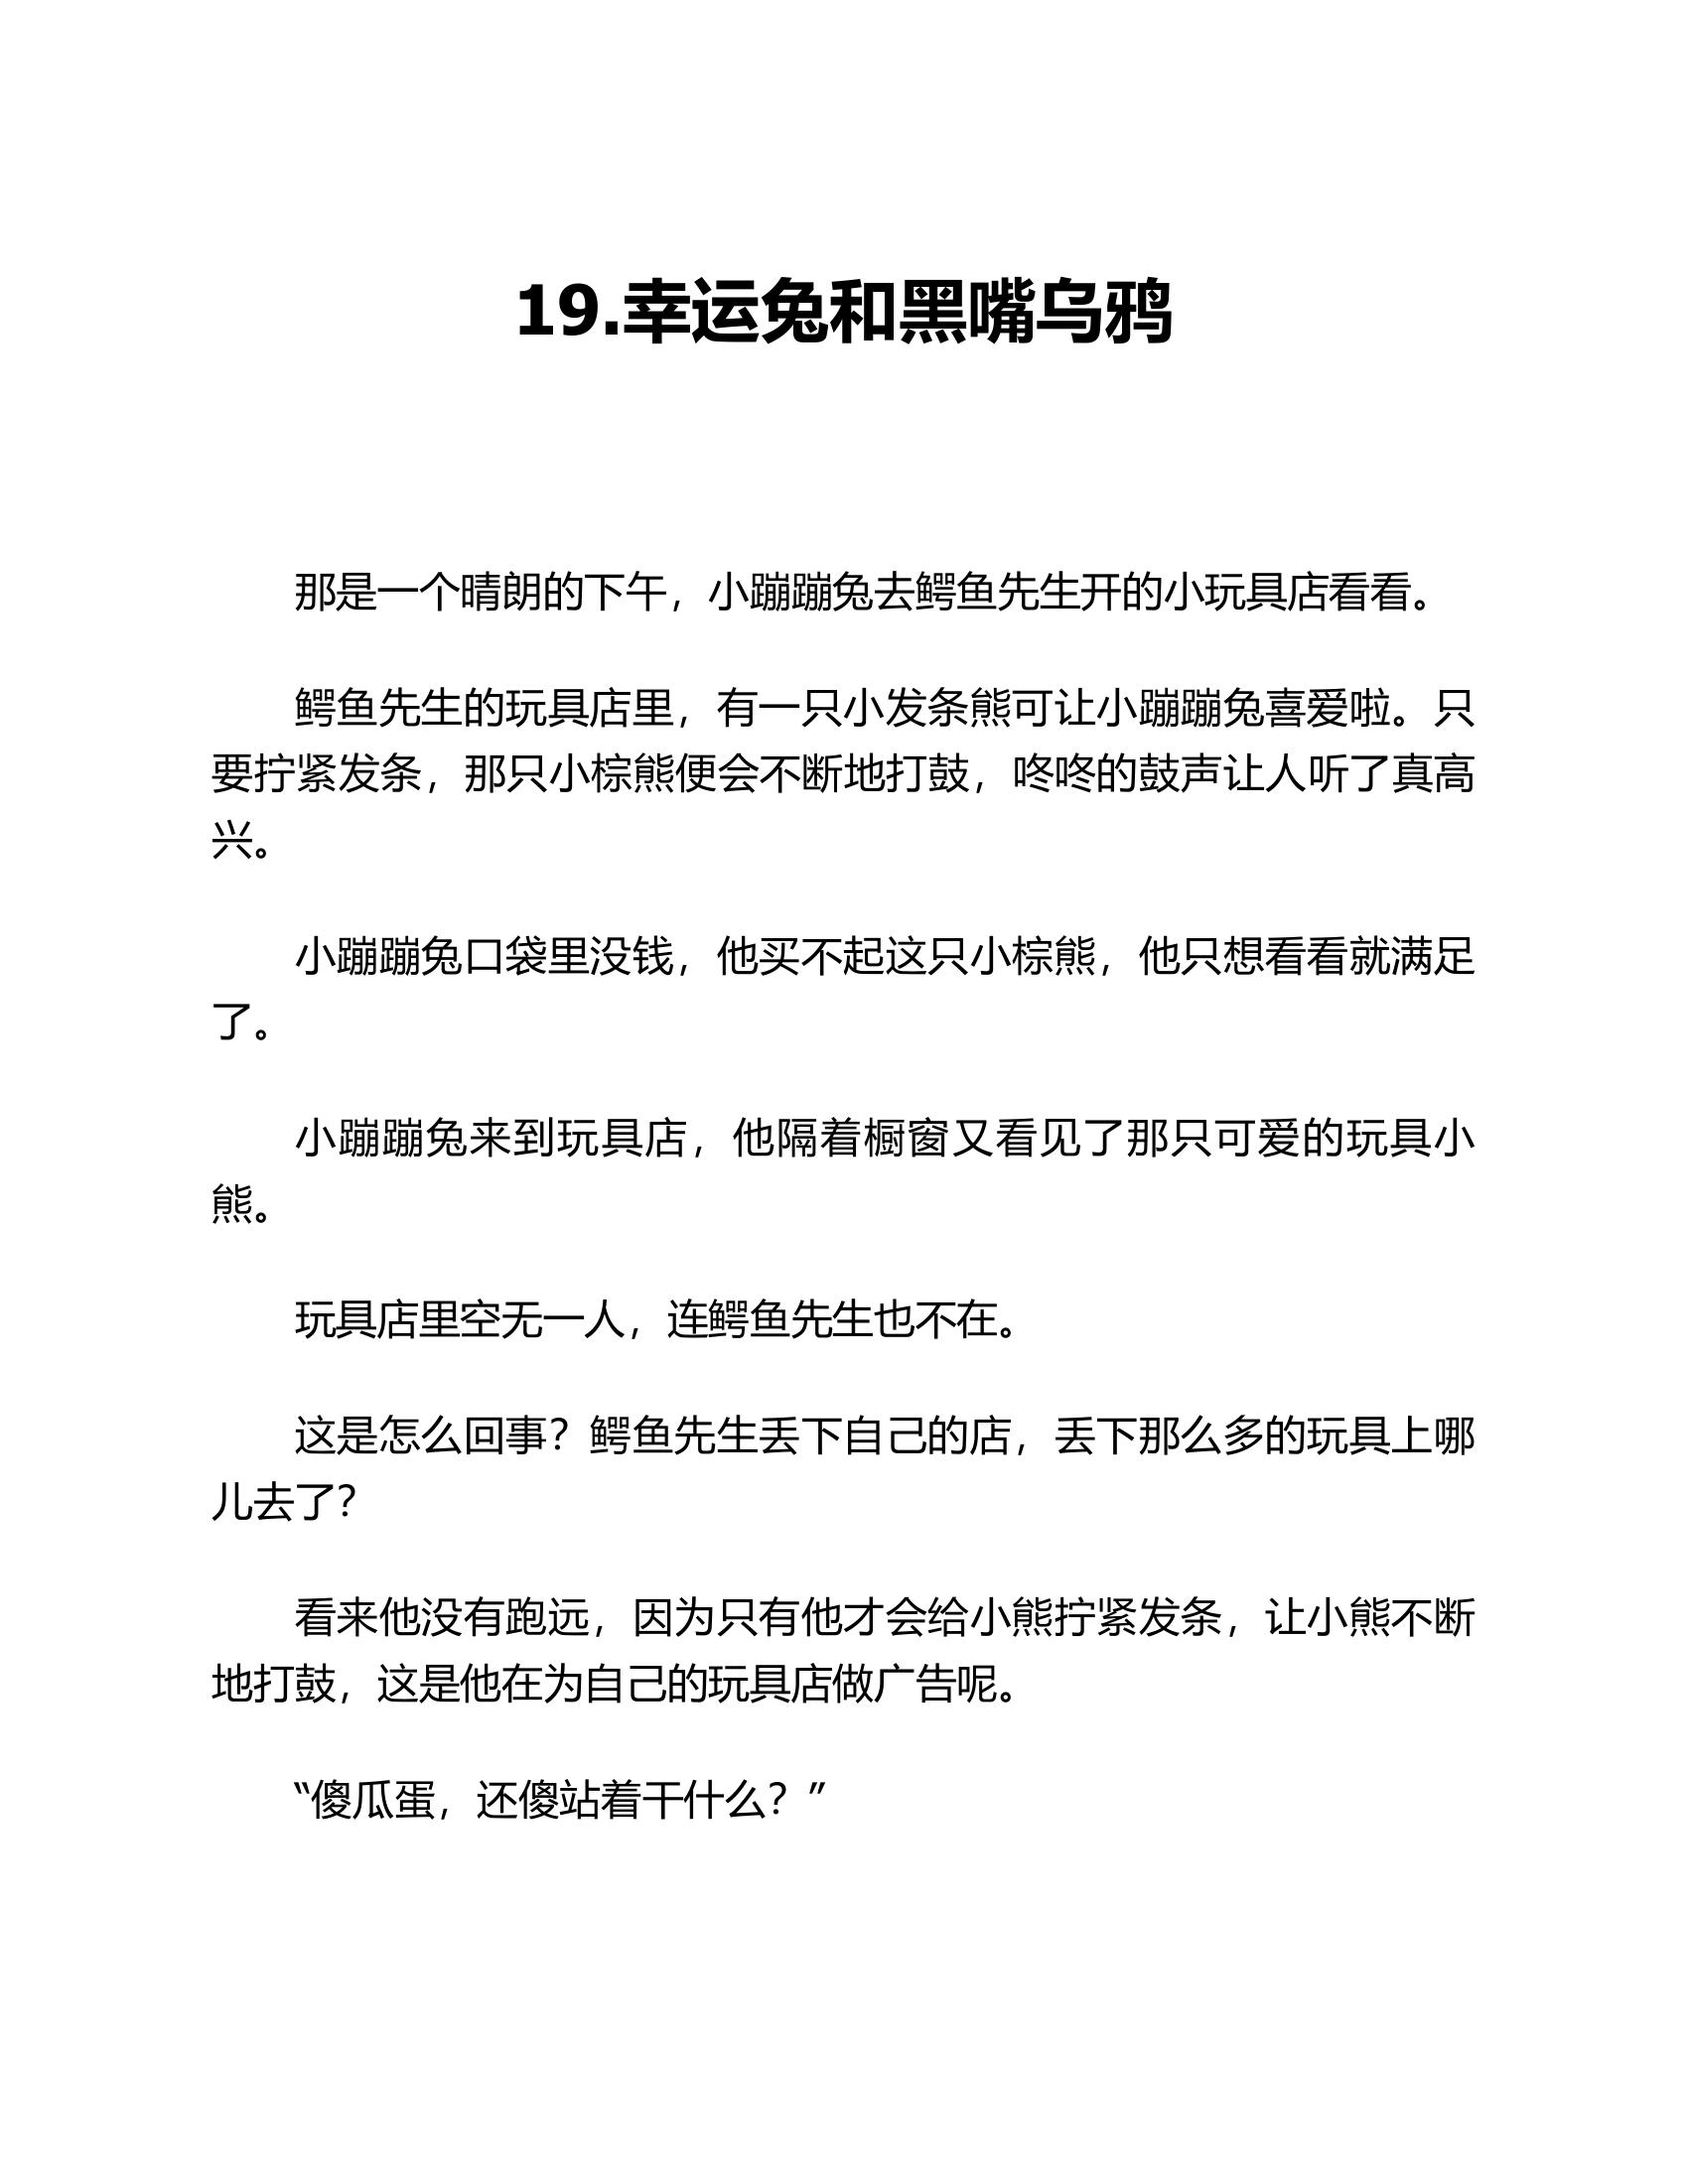 19.幸运兔和黑嘴乌鸦
那是一个晴朗的下午，小蹦蹦兔去鳄鱼先生开的小玩具店看看。
鳄鱼先生的玩具店里，有一只小发条熊可让小蹦蹦兔喜爱啦。只
要拧紧发条，那只小棕熊便会不断地打鼓，咚咚的鼓声让人听了真高
兴。
小蹦蹦兔口袋里没钱，他买不起这只小棕熊，他只想看看就满足
了。
小蹦蹦兔来到玩具店，他隔着橱窗又看见了那只可爱的玩具小
熊。
玩具店里空无一人，连鳄鱼先生也不在。
这是怎么回事？鳄鱼先生丢下自己的店，丢下那么多的玩具上哪
儿去了？
看来他没有跑远，因为只有他才会给小熊拧紧发条，让小熊不断
地打鼓，这是他在为自己的玩具店做广告呢。
“傻瓜蛋，还傻站着干什么？”